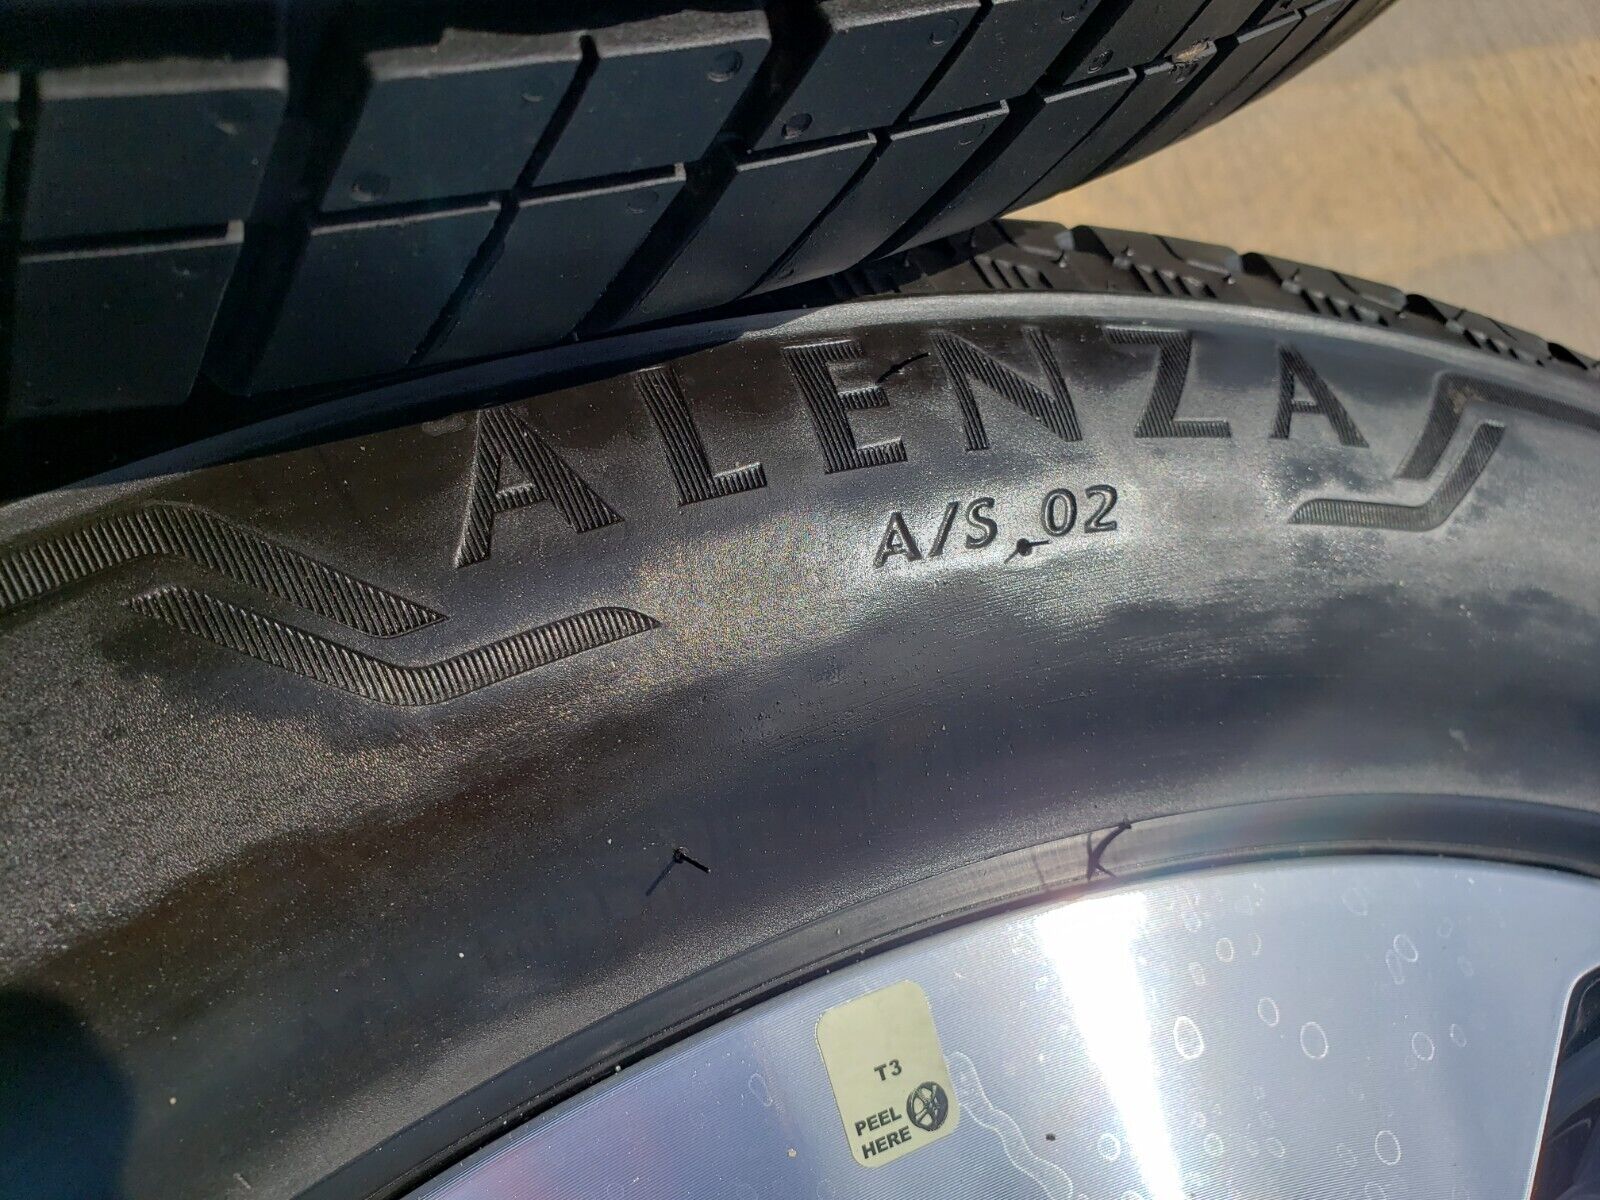 ALENZA
A/S 02
K
T3
PEEL
HERE